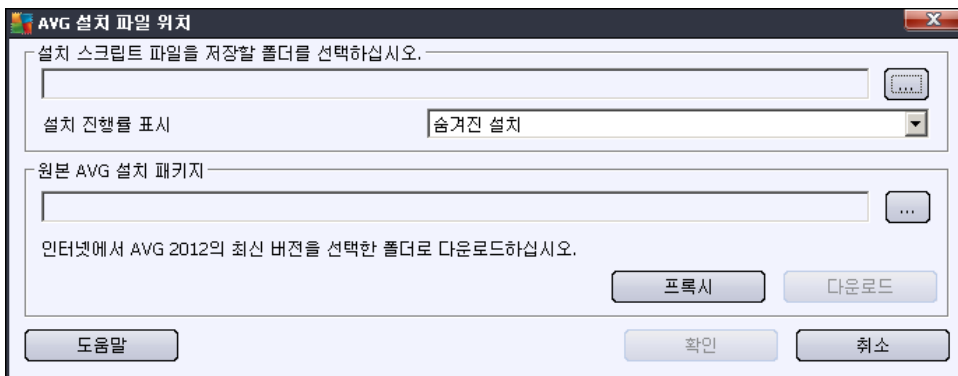 AVG 설치 파일 위치
설치 스크립트 파일을 저장할 폴더를 선택하십시오.
...
설치 진행률 표시
숨겨진 설치
원본 AVG 설치 패키지
...
인터넷에서 AVG 2012의 최신 버전을 선택한 폴더로 다운로드하십시오.
프록시
다운로드
도움말
확인
취소